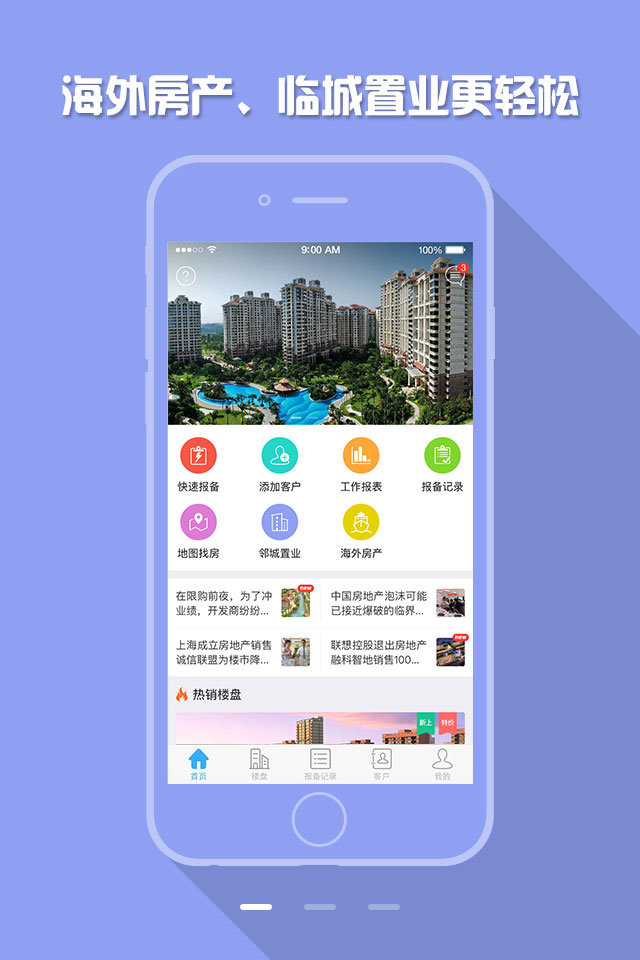 海外房产、临城置业更轻松
9:00 AM
100%
?
3
快速报备
添加客户
工作报表
报备记录
地图找房
邻城置业
海外房产
在限购前夜，为了冲
业绩，开发商纷纷...
new
中国房地产泡沫可能
已接近爆破的临界...
上海成立房地产销售
诚信联盟为楼市降...
联想控股退出房地产
融科智地销售100...
new
热销楼盘
新上
特价
首页
楼盘
报备记录
客户
我的